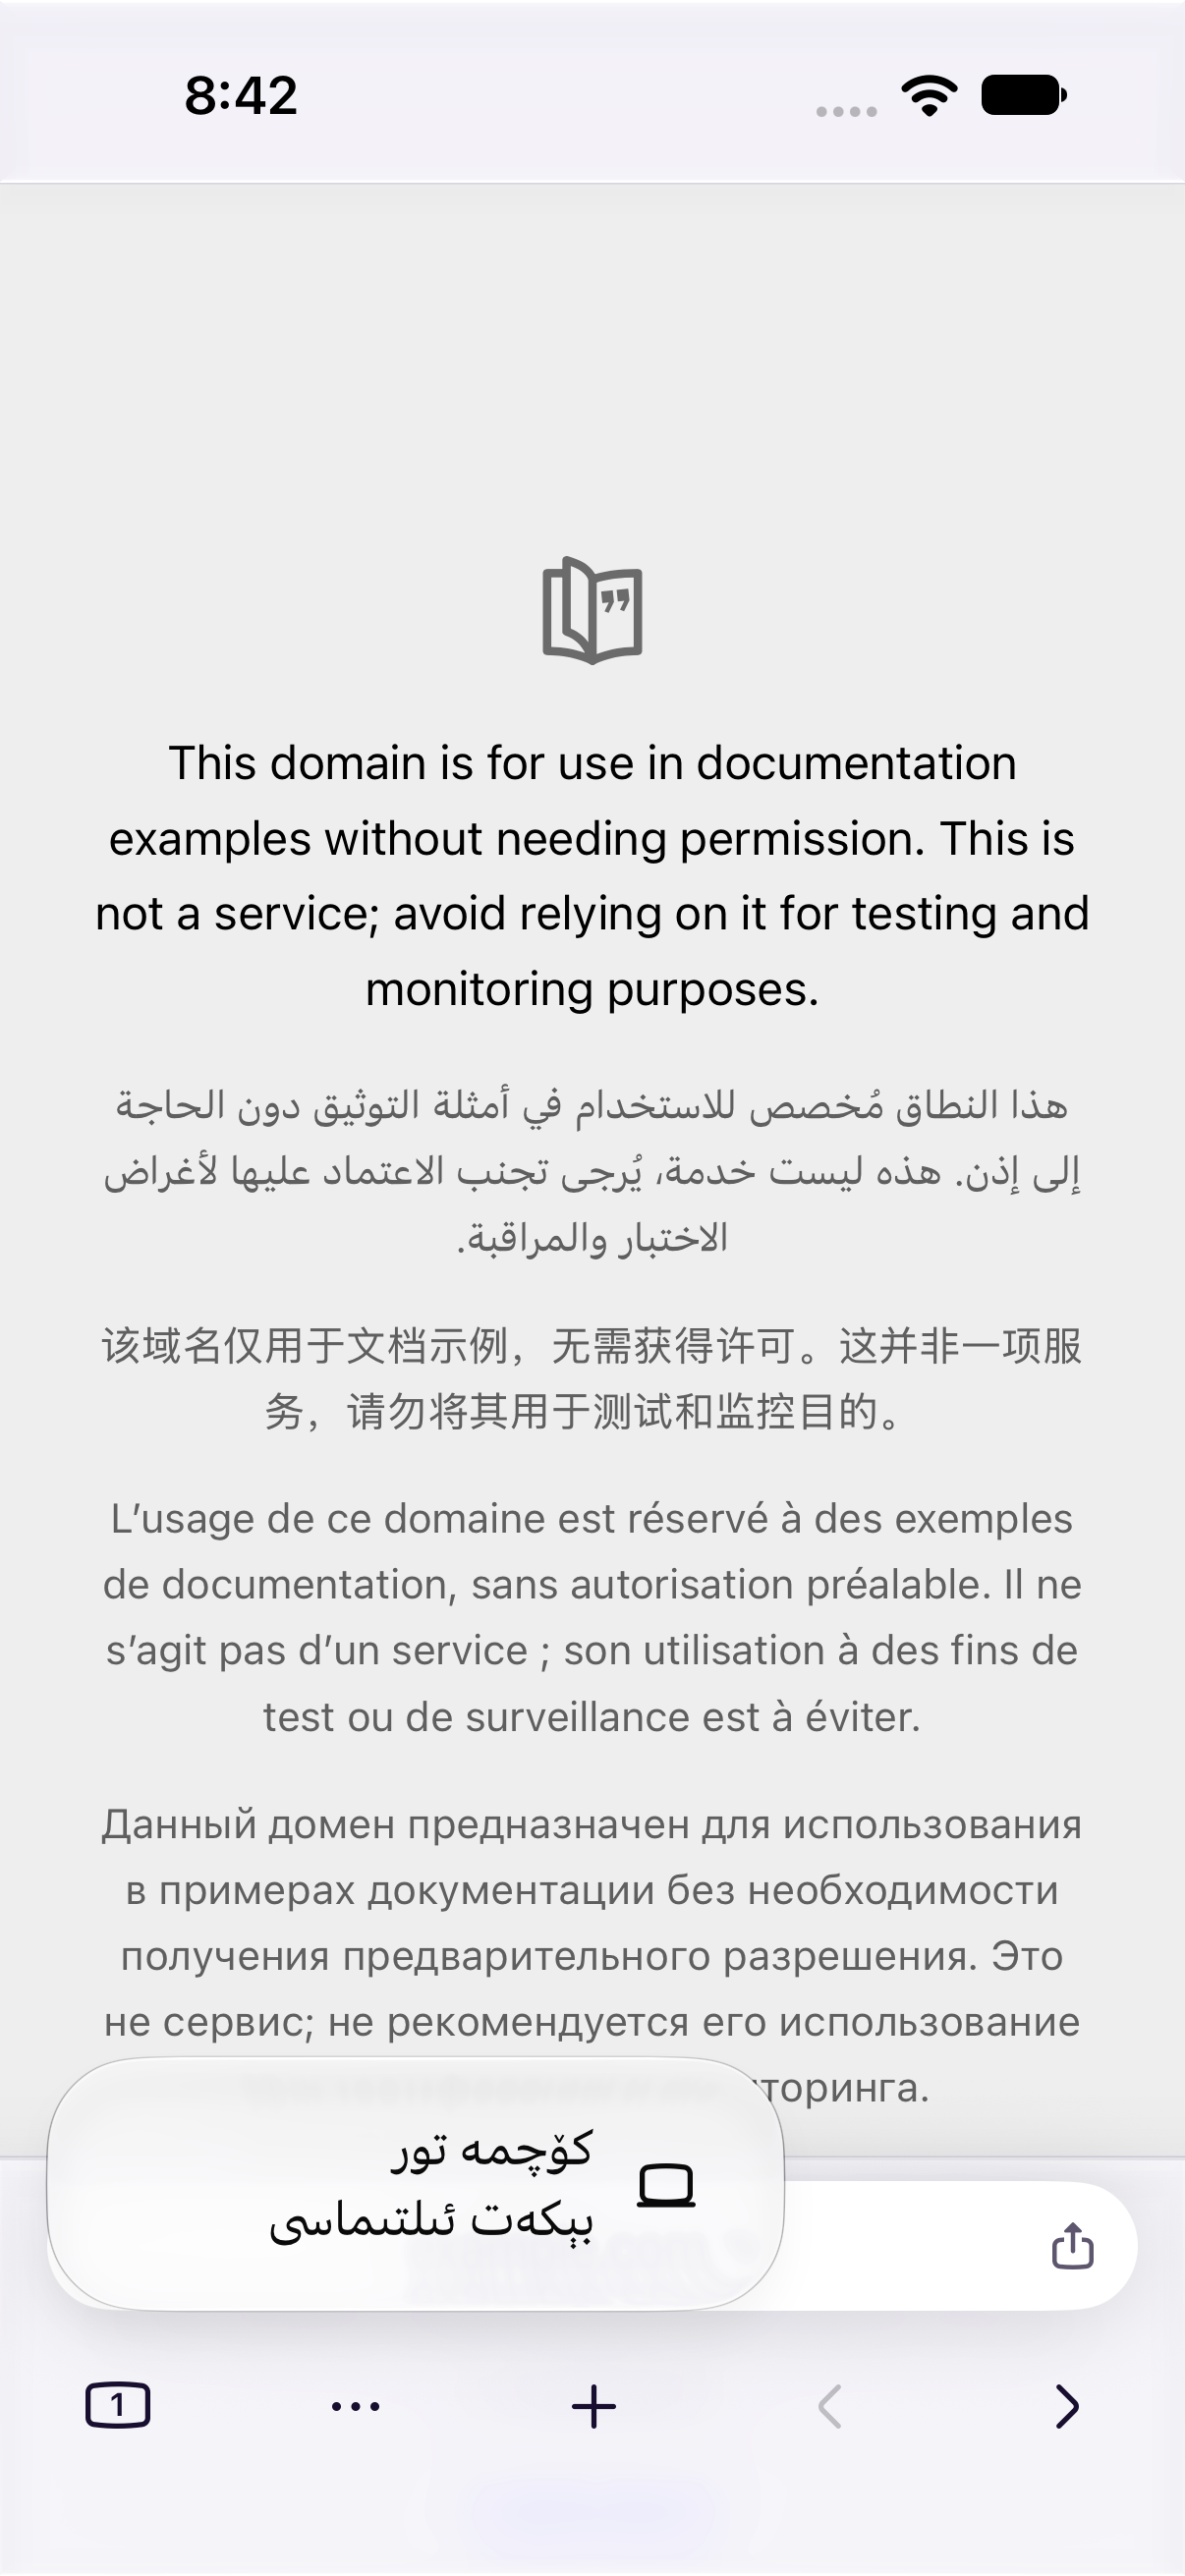 8:42
This domain is for use in documentation
examples without needing permission. This is
not a service; avoid relying on it for testing and
monitoring purposes.
هذا النطاق مُخصص للاستخدام في أمثلة التوثيق دون الحاجة
إلى إذن. هذه ليست خدمة، يُرجى تجنب الاعتماد عليها لأغراض
الاختبار والمراقبة.
该域名仅用于文档示例，无需获得许可。这并非一项服
务，请勿将其用于测试和监控目的。
L’usage de ce domaine est réservé à des exemples
de documentation, sans autorisation préalable. Il ne
s’agit pas d’un service ; son utilisation à des fins de
test ou de surveillance est à éviter.
Данный домен предназначен для использования
в примерах документации без необходимости
получения предварительного разрешения. Это
не сервис; не рекомендуется его использование
كۆچمە تور
بېكەت ئىلتىماسى
1